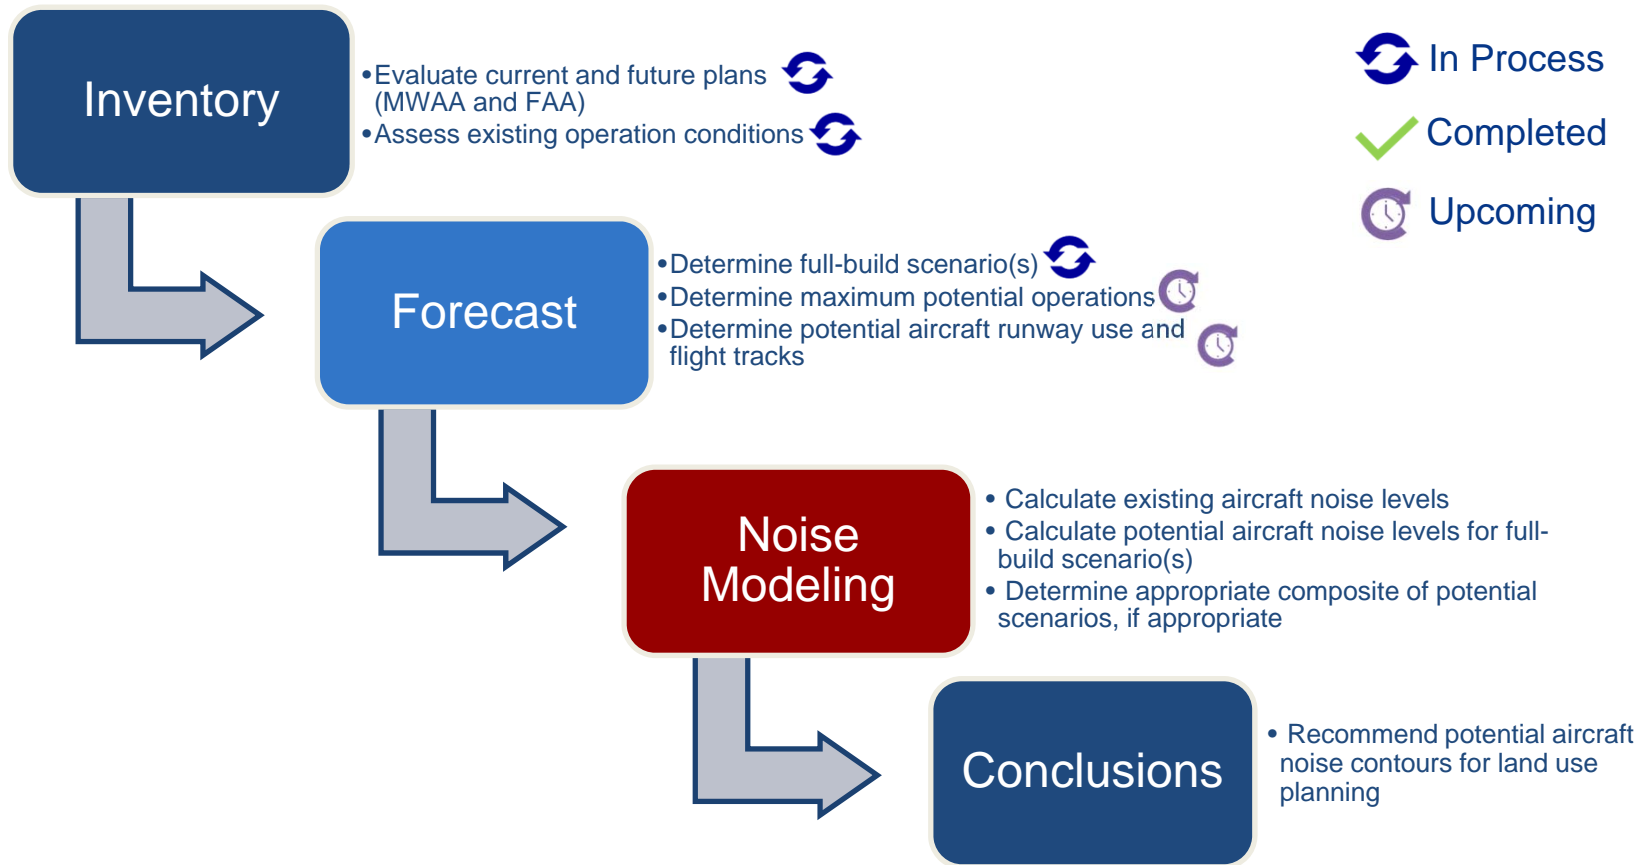 Inventory
•Evaluate current and future plans
(MWAA and FAA)
•Assess existing operation conditions
In Process
Completed
Upcoming
Forecast
•Determine full-build scenario(s)
•Determine maximum potential operations
•Determine potential aircraft runway use and
flight tracks
Noise
Modeling
• Calculate existing aircraft noise levels
• Calculate potential aircraft noise levels for full-
build scenario(s)
• Determine appropriate composite of potential
scenarios, if appropriate
Conclusions
• Recommend potential aircraft
noise contours for land use
planning